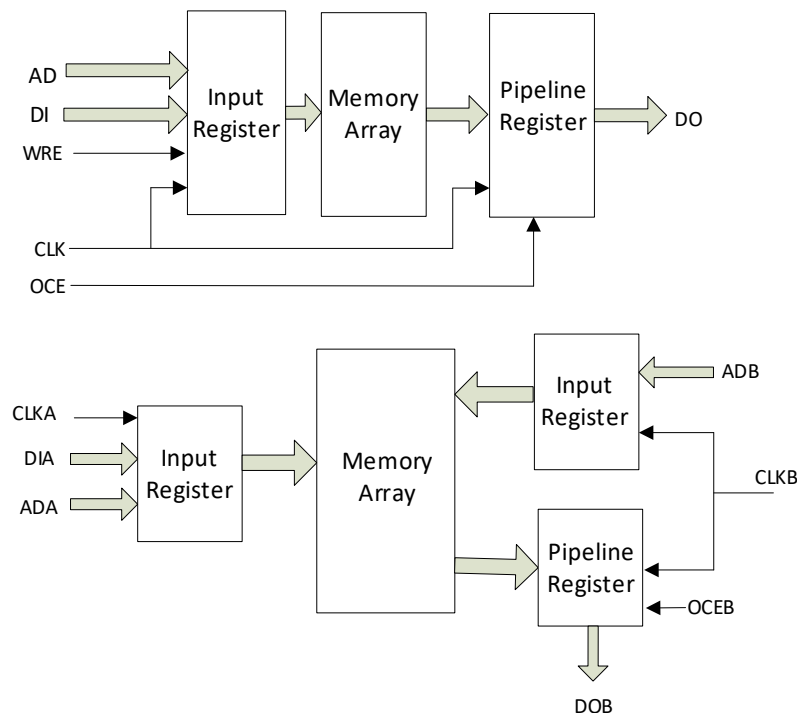 AD
DI
WRE
CLK
OCE
Input
Register
Memory
Array
Pipeline
Register
DO
CLKA
DIA
ADA
Input
Register
Memory
Array
Input
Register
ADB
CLKB
Pipeline
Register
OCEB
DOB